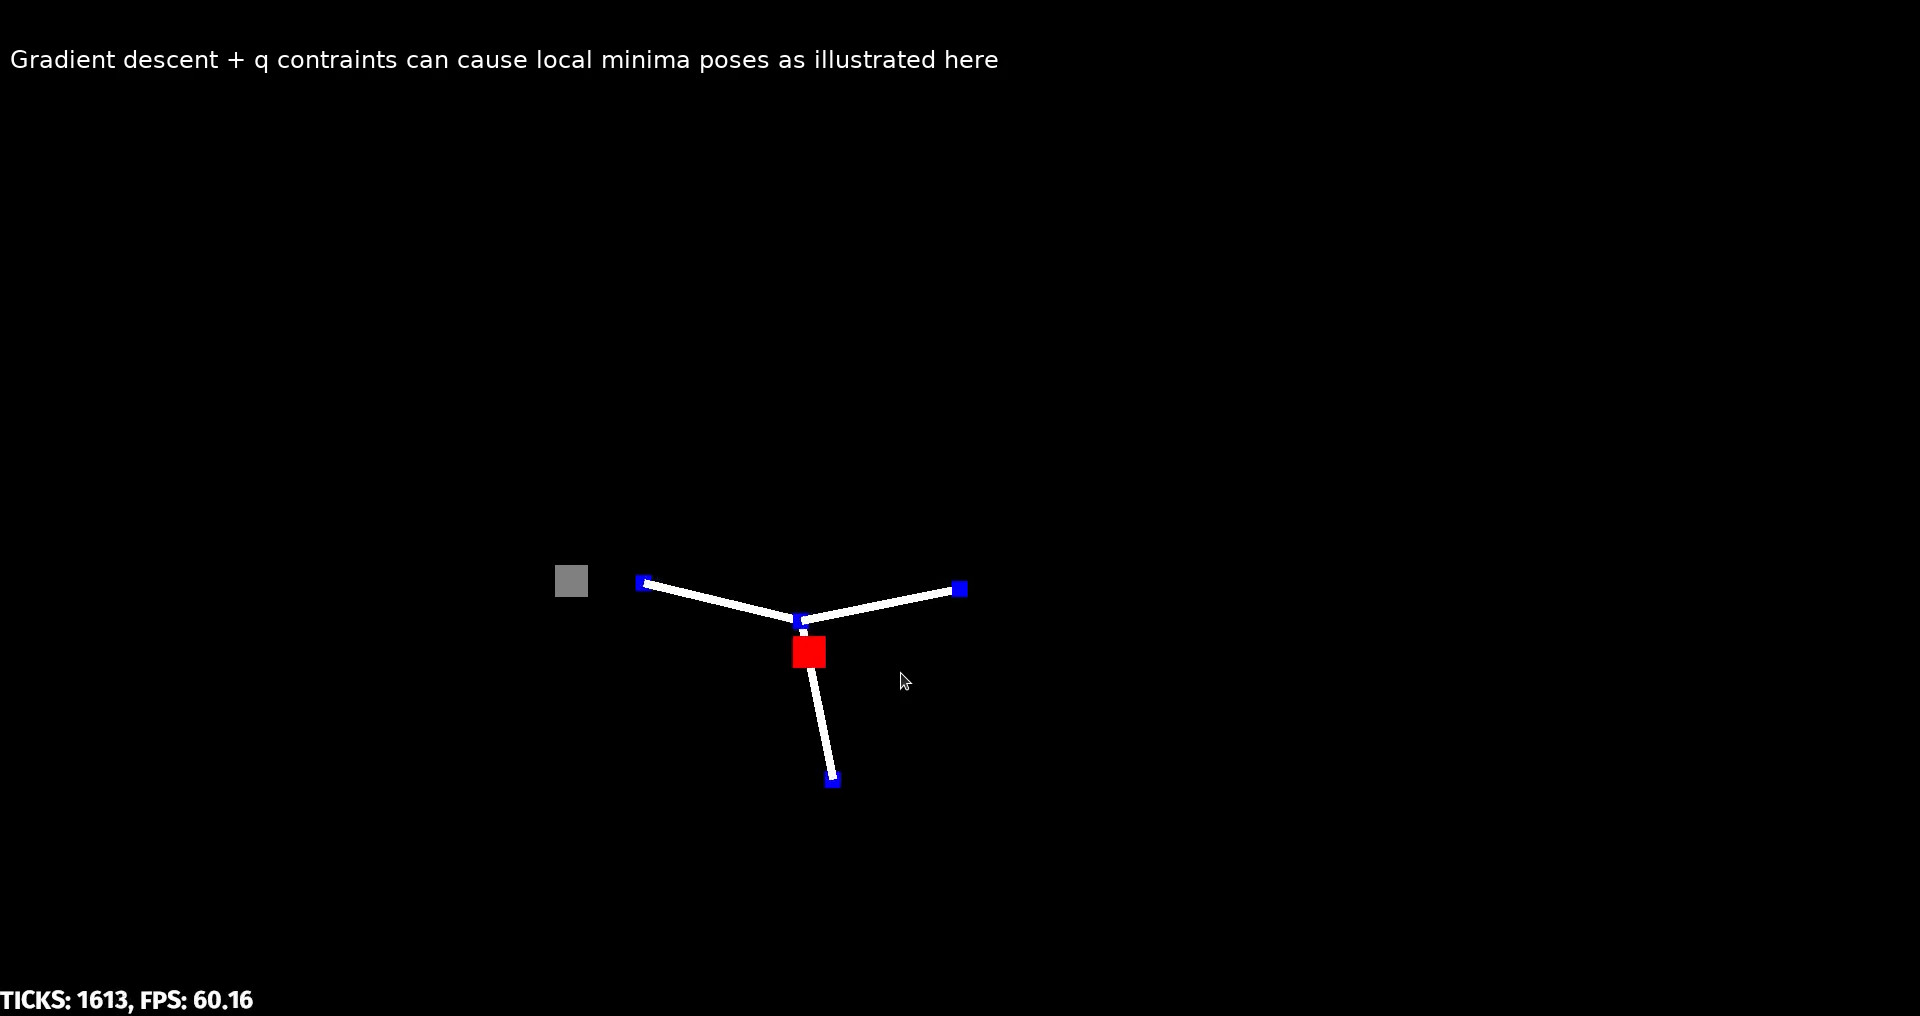 Gradient descent + q contraints can cause local minima poses as illustrated here
TICKS: 1613, FPS: 60.16